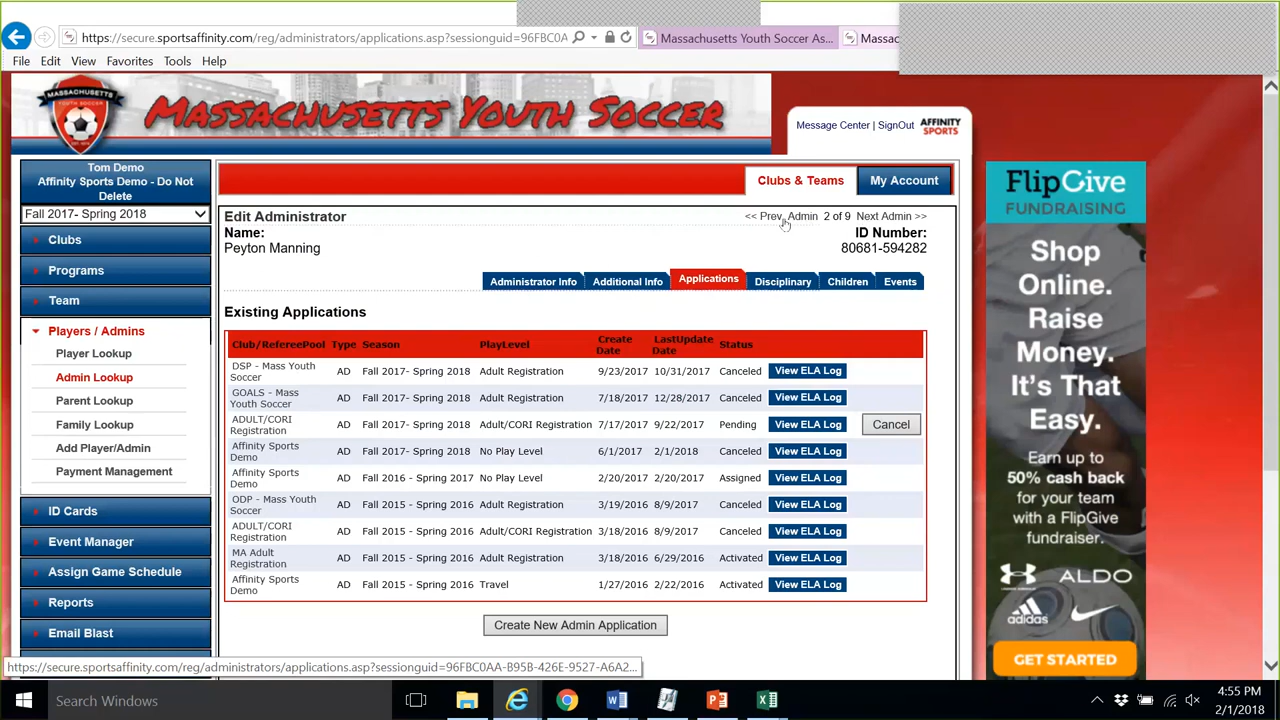 https://secure.sportsaffinity.com/reg/administrators/applications.asp?sessionguid=96FBC0A
Massachusetts Youth Soccer As...
Massac
File Edit View Favorites Tools Help
MASSACHUSETTS
YOUTH SOCCER
Massachusetts Youth Soccer
Message Center | SignOut
AFFINITY
SPORTS
Tom Demo
Affinity Sports Demo - Do Not
Delete
Fall 2017- Spring 2018
Clubs
Programs
Team
Players / Admins
Player Lookup
Admin Lookup
Parent Lookup
Family Lookup
Add Player/Admin
Payment Management
ID Cards
Event Manager
Assign Game Schedule
Reports
Email Blast
Clubs & Teams
My Account
Edit Administrator
<< Prev Admin 2 of 9 Next Admin >>
Name:
Peyton Manning
ID Number:
80681-594282
Administrator Info
Additional Info
Applications
Disciplinary
Children
Events
Existing Applications
Club/RefereePool Type Season PlayLevel Create Date LastUpdate Date Status
DSP - Mass Youth Soccer AD Fall 2017- Spring 2018 Adult Registration 9/23/2017 10/31/2017 Canceled View ELA Log
GOALS - Mass Youth Soccer AD Fall 2017- Spring 2018 Adult Registration 7/18/2017 12/28/2017 Canceled View ELA Log
ADULT/CORI Registration AD Fall 2017- Spring 2018 Adult/CORI Registration 7/17/2017 9/22/2017 Pending View ELA Log Cancel
Affinity Sports Demo AD Fall 2017- Spring 2018 No Play Level 6/1/2017 2/1/2018 Canceled View ELA Log
Affinity Sports Demo AD Fall 2016 - Spring 2017 No Play Level 2/20/2017 2/20/2017 Assigned View ELA Log
ODP - Mass Youth Soccer AD Fall 2015 - Spring 2016 Adult Registration 3/19/2016 8/9/2017 Canceled View ELA Log
ADULT/CORI Registration AD Fall 2015 - Spring 2016 Adult/CORI Registration 3/18/2016 8/9/2017 Canceled View ELA Log
MA Adult Registration AD Fall 2015 - Spring 2016 Adult Registration 3/18/2016 6/29/2016 Activated View ELA Log
Affinity Sports Demo AD Fall 2015 - Spring 2016 Travel 1/27/2016 2/22/2016 Activated View ELA Log
Create New Admin Application
FlipGive
FUNDRAISING
Shop
Online.
Raise
Money.
It's That
Easy.
Earn up to
50% cash back
for your team
with a FlipGive
fundraiser.
ALDO
adidas
GET STARTED
https://secure.sportsaffinity.com/reg/administrators/applications.asp?sessionguid=96FBC0AA-B95B-426E-9527-A6A2...
Search Windows
4:55 PM
2/1/2018